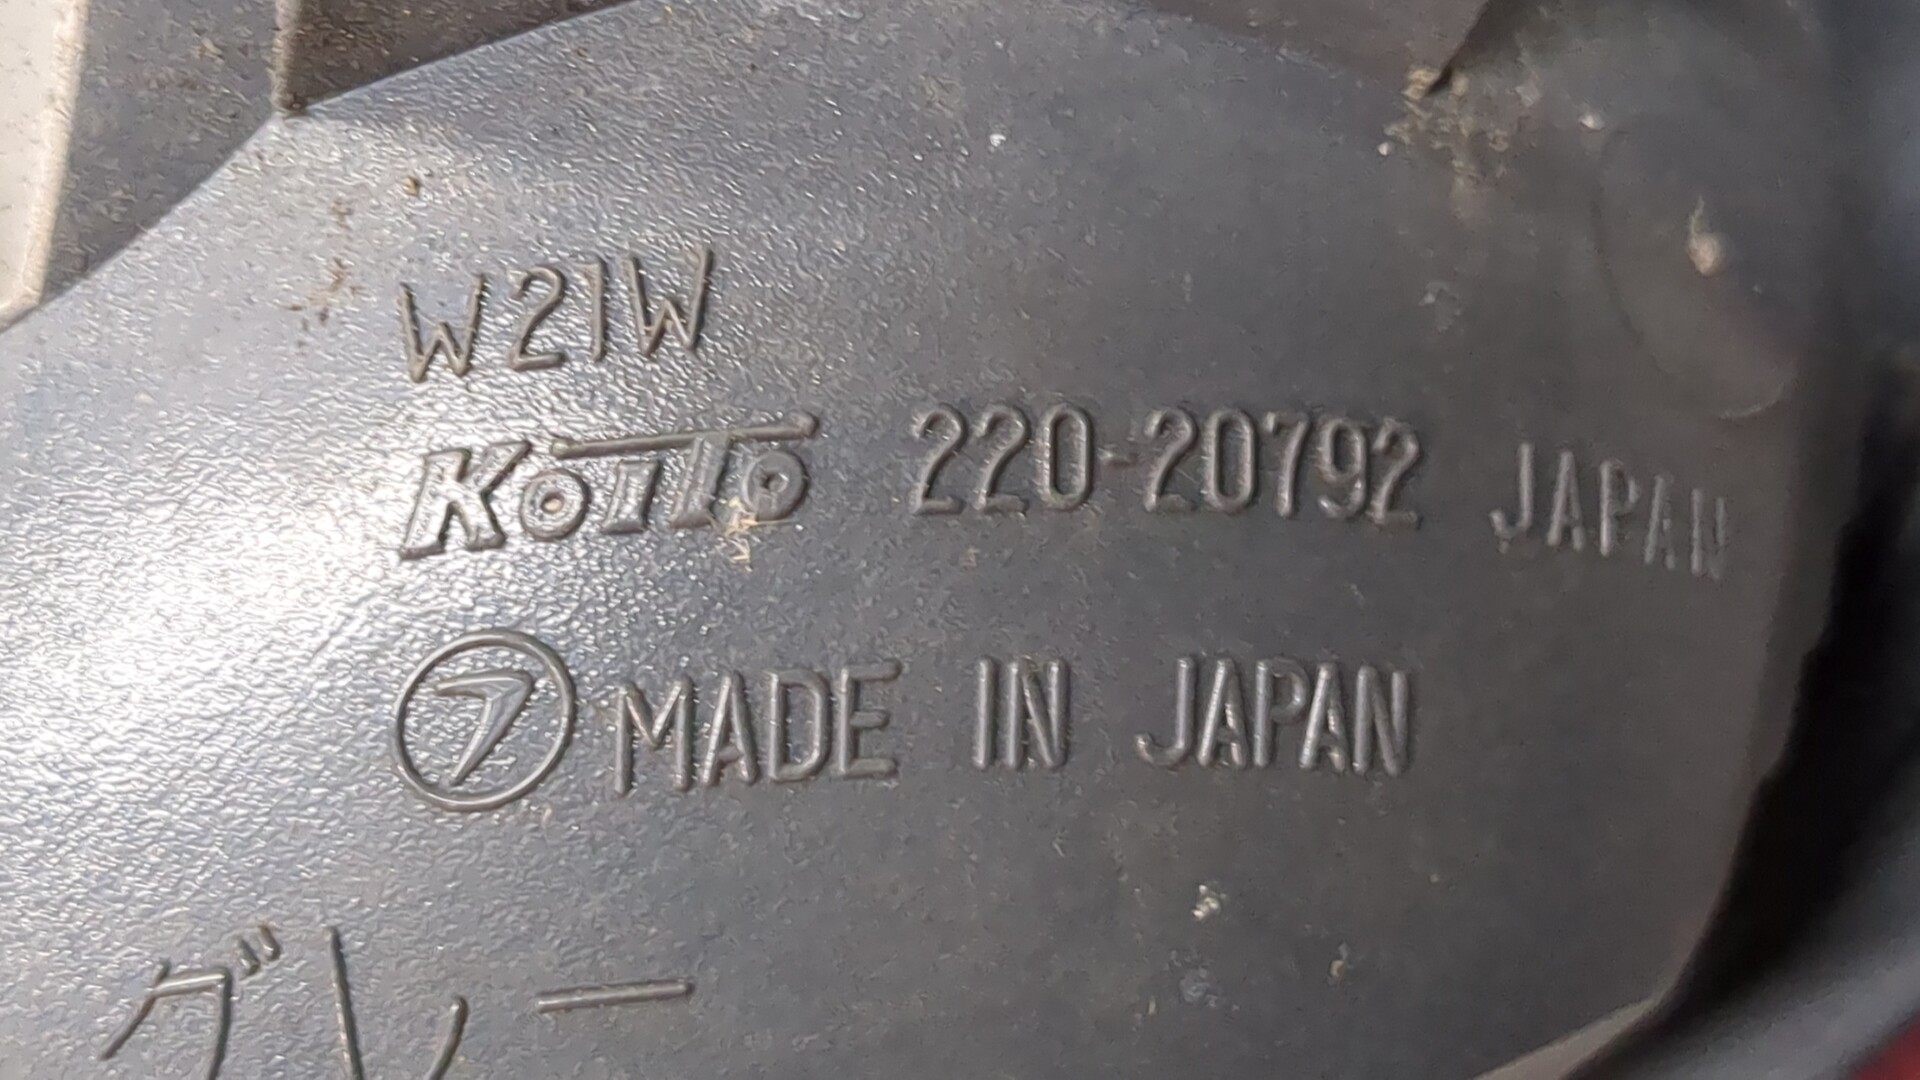 W21W
KOITO 220-20792 JAPAN
MADE IN JAPAN
グレー